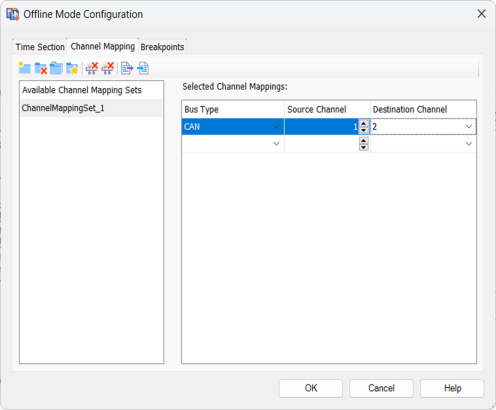 Offline Mode Configuration
Time Section Channel Mapping Breakpoints
Available Channel Mapping Sets
ChannelMappingSet_1
Selected Channel Mappings:
Bus Type Source Channel Destination Channel
CAN 1 2
OK Cancel Help